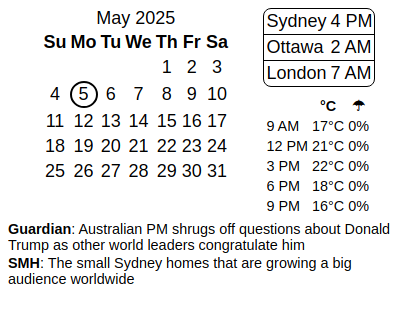 May 2025
Su Mo Tu We Th Fr Sa
1 2 3
4 5 6 7 8 9 10
11 12 13 14 15 16 17
18 19 20 21 22 23 24
25 26 27 28 29 30 31
Sydney 4 PM
Ottawa 2 AM
London 7 AM
°C ☂
9 AM 17°C 0%
12 PM 21°C 0%
3 PM 22°C 0%
6 PM 18°C 0%
9 PM 16°C 0%
Guardian: Australian PM shrugs off questions about Donald
Trump as other world leaders congratulate him
SMH: The small Sydney homes that are growing a big
audience worldwide